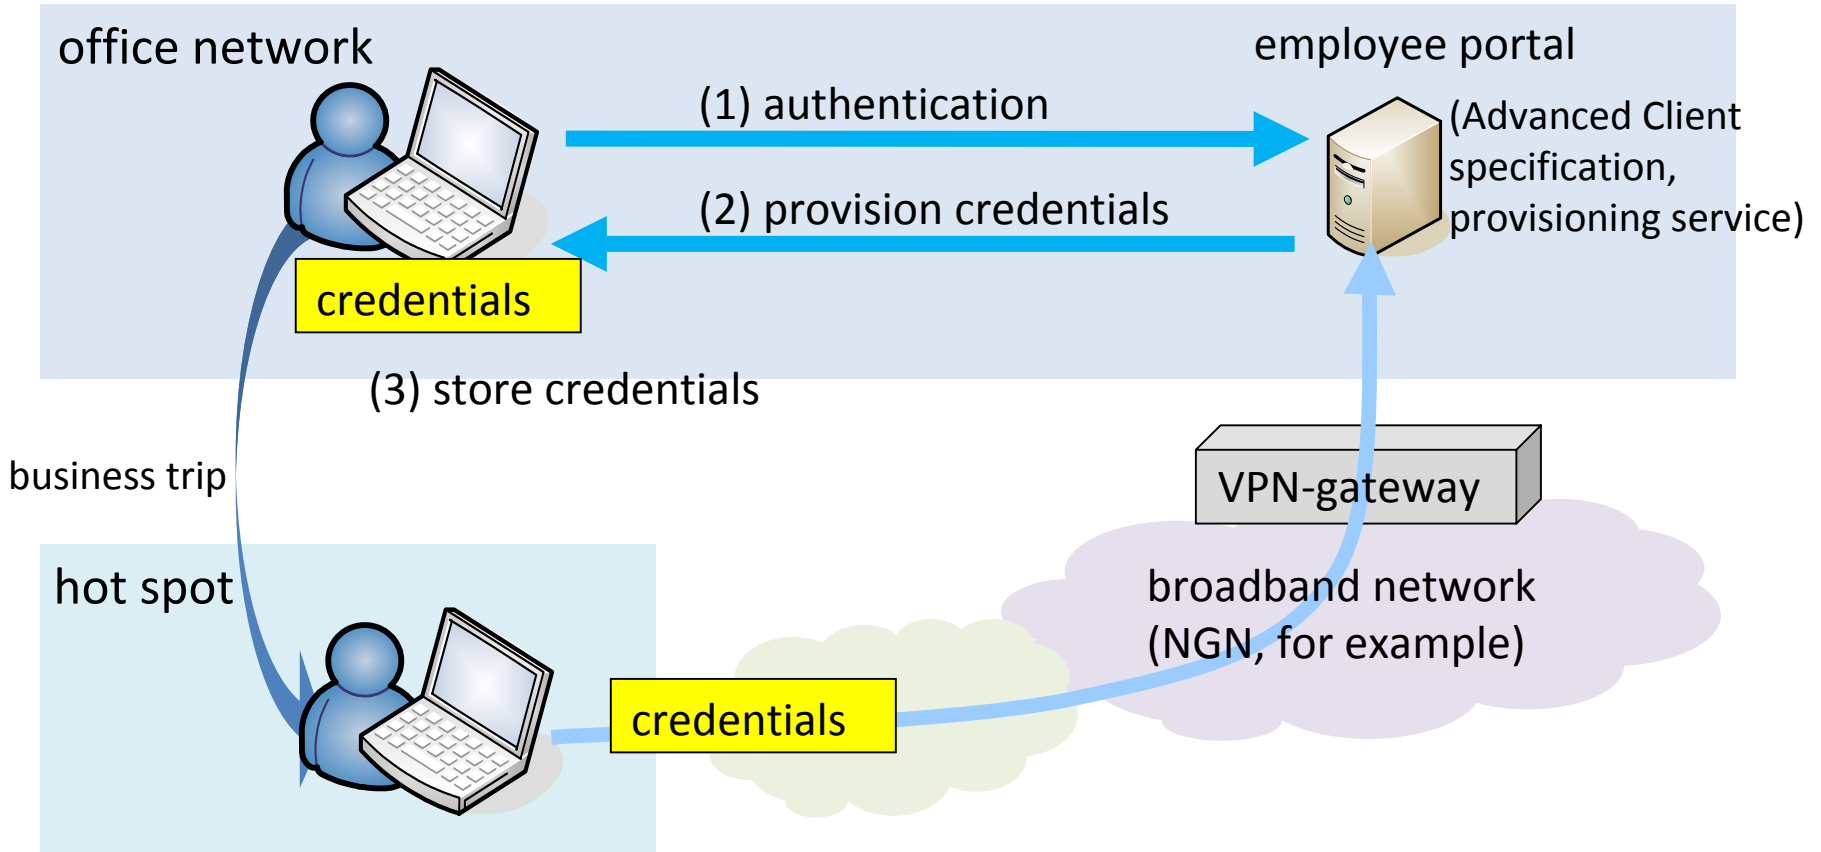 office network
employee portal
(1) authentication
(Advanced Client
specification,
provisioning service)
(2) provision credentials
credentials
(3) store credentials
business trip
VPN-gateway
hot spot
broadband network
(NGN, for example)
credentials